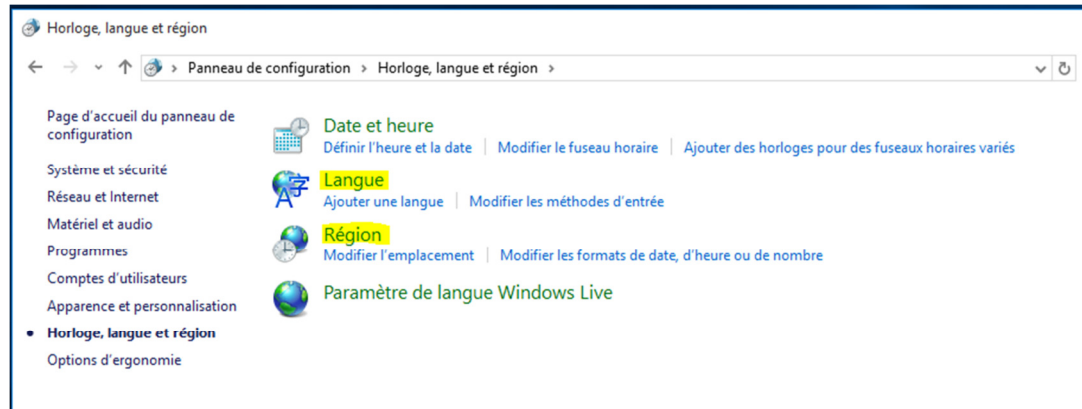 Horloge, langue et région
Panneau de configuration > Horloge, langue et région >
Page d'accueil du panneau de
configuration
Système et sécurité
Réseau et Internet
Matériel et audio
Programmes
Comptes d'utilisateurs
Apparence et personnalisation
Horloge, langue et région
Options d'ergonomie
Date et heure
Définir l'heure et la date | Modifier le fuseau horaire | Ajouter des horloges pour des fuseaux horaires variés
Langue
Ajouter une langue | Modifier les méthodes d'entrée
Région
Modifier l'emplacement | Modifier les formats de date, d'heure ou de nombre
Paramètre de langue Windows Live